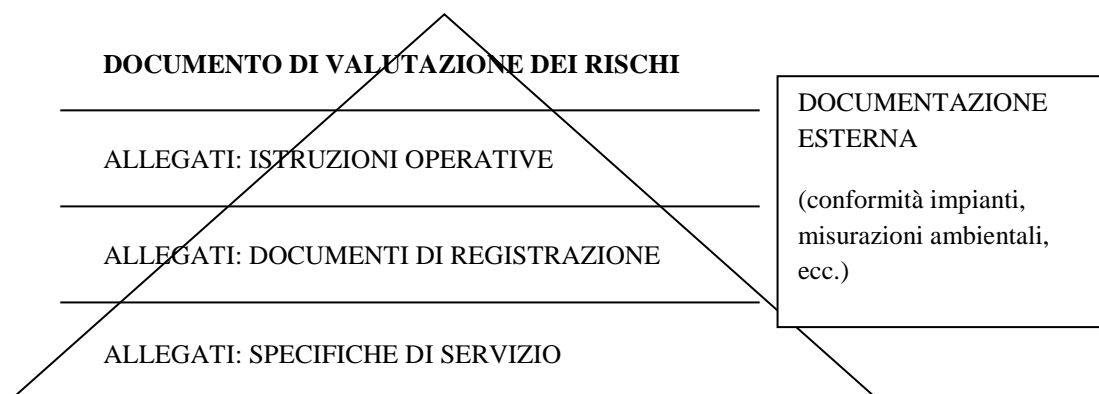 DOCUMENTO DI VALUTAZIONE DEI RISCHI
ALLEGATI: ISTRUZIONI OPERATIVE
ALLEGATI: DOCUMENTI DI REGISTRAZIONE
ALLEGATI: SPECIFICHE DI SERVIZIO
DOCUMENTAZIONE
ESTERNA
(conformità impianti,
misurazioni ambientali,
ecc.)